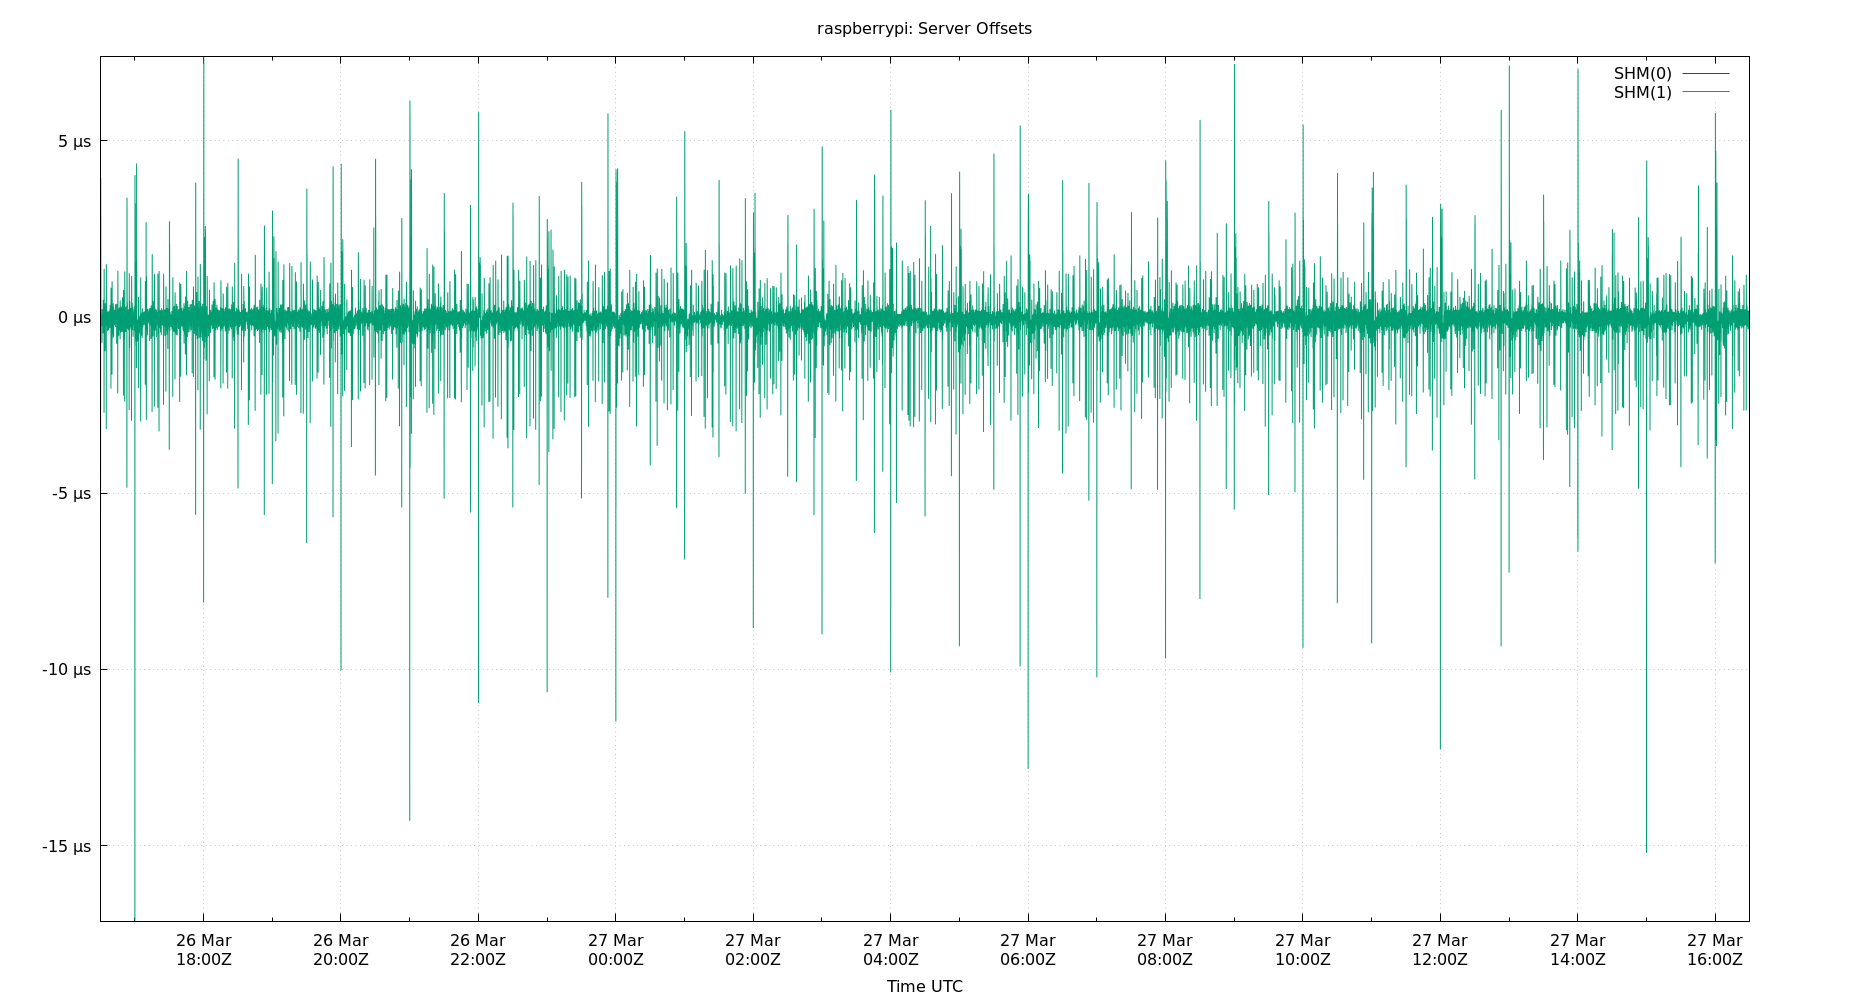 raspberrypi: Server Offsets
SHM(0)
SHM(1)
5 µs
0 µs
-5 µs
-10 µs
-15 µs
26 Mar 26 Mar 26 Mar 27 Mar 27 Mar 27 Mar 27 Mar 27 Mar 27 Mar 27 Mar 27 Mar 27 Mar
18:00Z 20:00Z 22:00Z 00:00Z 02:00Z 04:00Z 06:00Z 08:00Z 10:00Z 12:00Z 14:00Z 16:00Z
Time UTC